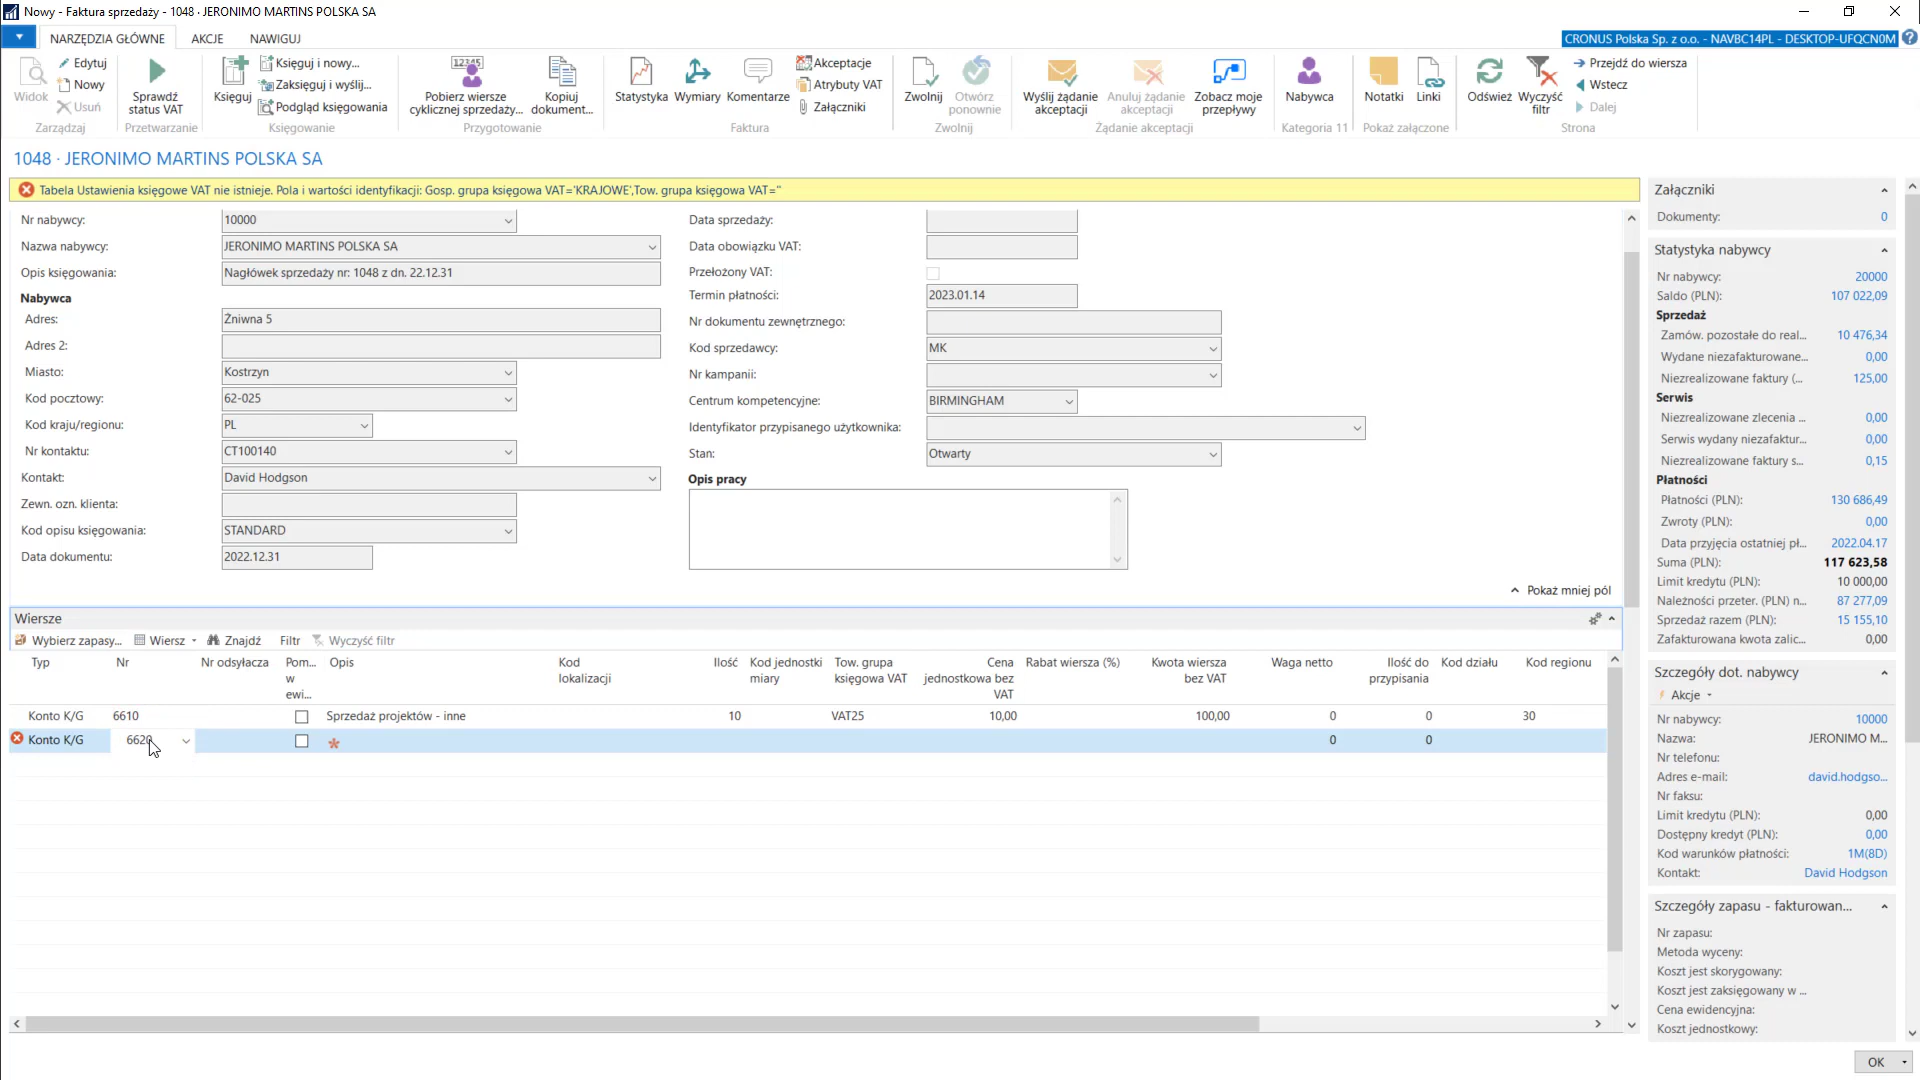 Nowy - Faktura sprzedaży - 1048 · JERONIMO MARTINS POLSKA SA
NARZĘDZIA GŁÓWNE AKCJE NAWIGUJ
CRONUS Polska Sp. z o.o. - NAVBC14PL - DESKTOP-UFQCN0M
Widok
Edytuj
Nowy
Usuń
Zarządzaj
Sprawdź status VAT
Przetwarzanie
Księguj
Księguj i nowy...
Zaksięguj i wyślij...
Podgląd księgowania
Księgowanie
12345
Pobierz wiersze cyklicznej sprzedaży...
Kopiuj dokument...
Przygotowanie
Statystyka
Wymiary
Komentarze
Akceptacje
Atrybuty VAT
Załączniki
Faktura
Zwolnij
Otwórz ponownie
Zwolnij
Wyślij żądanie akceptacji
Anuluj żądanie akceptacji
Zobacz moje przepływy
Żądanie akceptacji
Nabywca
Kategoria 11
Notatki
Linki
Pokaż załączone
Odśwież
Wyczyść filtr
Przejdź do wiersza
Wstecz
Dalej
Strona
1048 · JERONIMO MARTINS POLSKA SA
Tabela Ustawienia księgowe VAT nie istnieje. Pola i wartości identyfikacji: Gosp. grupa księgowa VAT='KRAJOWE',Tow. grupa księgowa VAT=''
Nr nabywcy: 10000
Nazwa nabywcy: JERONIMO MARTINS POLSKA SA
Opis księgowania: Nagłówek sprzedaży nr: 1048 z dn. 22.12.31
Nabywca
Adres: Żniwna 5
Adres 2:
Miasto: Kostrzyn
Kod pocztowy: 62-025
Kod kraju/regionu: PL
Nr kontaktu: CT100140
Kontakt: David Hodgson
Zewn. ozn. klienta:
Kod opisu księgowania: STANDARD
Data dokumentu: 2022.12.31
Data sprzedaży:
Data obowiązku VAT:
Przełożony VAT:
Termin płatności: 2023.01.14
Nr dokumentu zewnętrznego:
Kod sprzedawcy: MK
Nr kampanii:
Centrum kompetencyjne: BIRMINGHAM
Identyfikator przypisanego użytkownika:
Stan: Otwarty
Opis pracy
Pokaż mniej pól
Wiersze
Wybierz zapasy... Wiersz Znajdź Filtr Wyczyść filtr
Typ Nr Nr odsyłacza Pom... w ewi... Opis Kod lokalizacji Ilość Kod jednostki miary Tow. grupa księgowa VAT Cena jednostkowa bez VAT Rabat wiersza (%) Kwota wiersza bez VAT Waga netto Ilość do przypisania Kod działu Kod regionu
Konto K/G 6610 Sprzedaż projektów - inne 10 VAT25 10,00 100,00 0 0 30
Konto K/G 6620 0 0
Załączniki
Dokumenty: 0
Statystyka nabywcy
Nr nabywcy: 20000
Saldo (PLN): 107 022,09
Sprzedaż
Zamów. pozostałe do real... 10 476,34
Wydane niezafakturowane... 0,00
Niezrealizowane faktury (... 125,00
Serwis
Niezrealizowane zlecenia ... 0,00
Serwis wydany niezafaktur... 0,00
Niezrealizowane faktury s... 0,15
Płatności
Płatności (PLN): 130 686,49
Zwroty (PLN): 0,00
Data przyjęcia ostatniej pł... 2022.04.17
Suma (PLN): 117 623,58
Limit kredytu (PLN): 10 000,00
Należności przeter. (PLN) n... 87 277,09
Sprzedaż razem (PLN): 15 155,10
Zafakturowana kwota zalic... 0,00
Szczegóły dot. nabywcy
Akcje
Nr nabywcy: 10000
Nazwa: JERONIMO M...
Nr telefonu:
Adres e-mail: david.hodgso...
Nr faksu:
Limit kredytu (PLN): 0,00
Dostępny kredyt (PLN): 0,00
Kod warunków płatności: 1M(8D)
Kontakt: David Hodgson
Szczegóły zapasu - fakturowan...
Nr zapasu:
Metoda wyceny:
Koszt jest skorygowany:
Koszt jest zaksięgowany w ...
Cena ewidencyjna:
Koszt jednostkowy:
OK